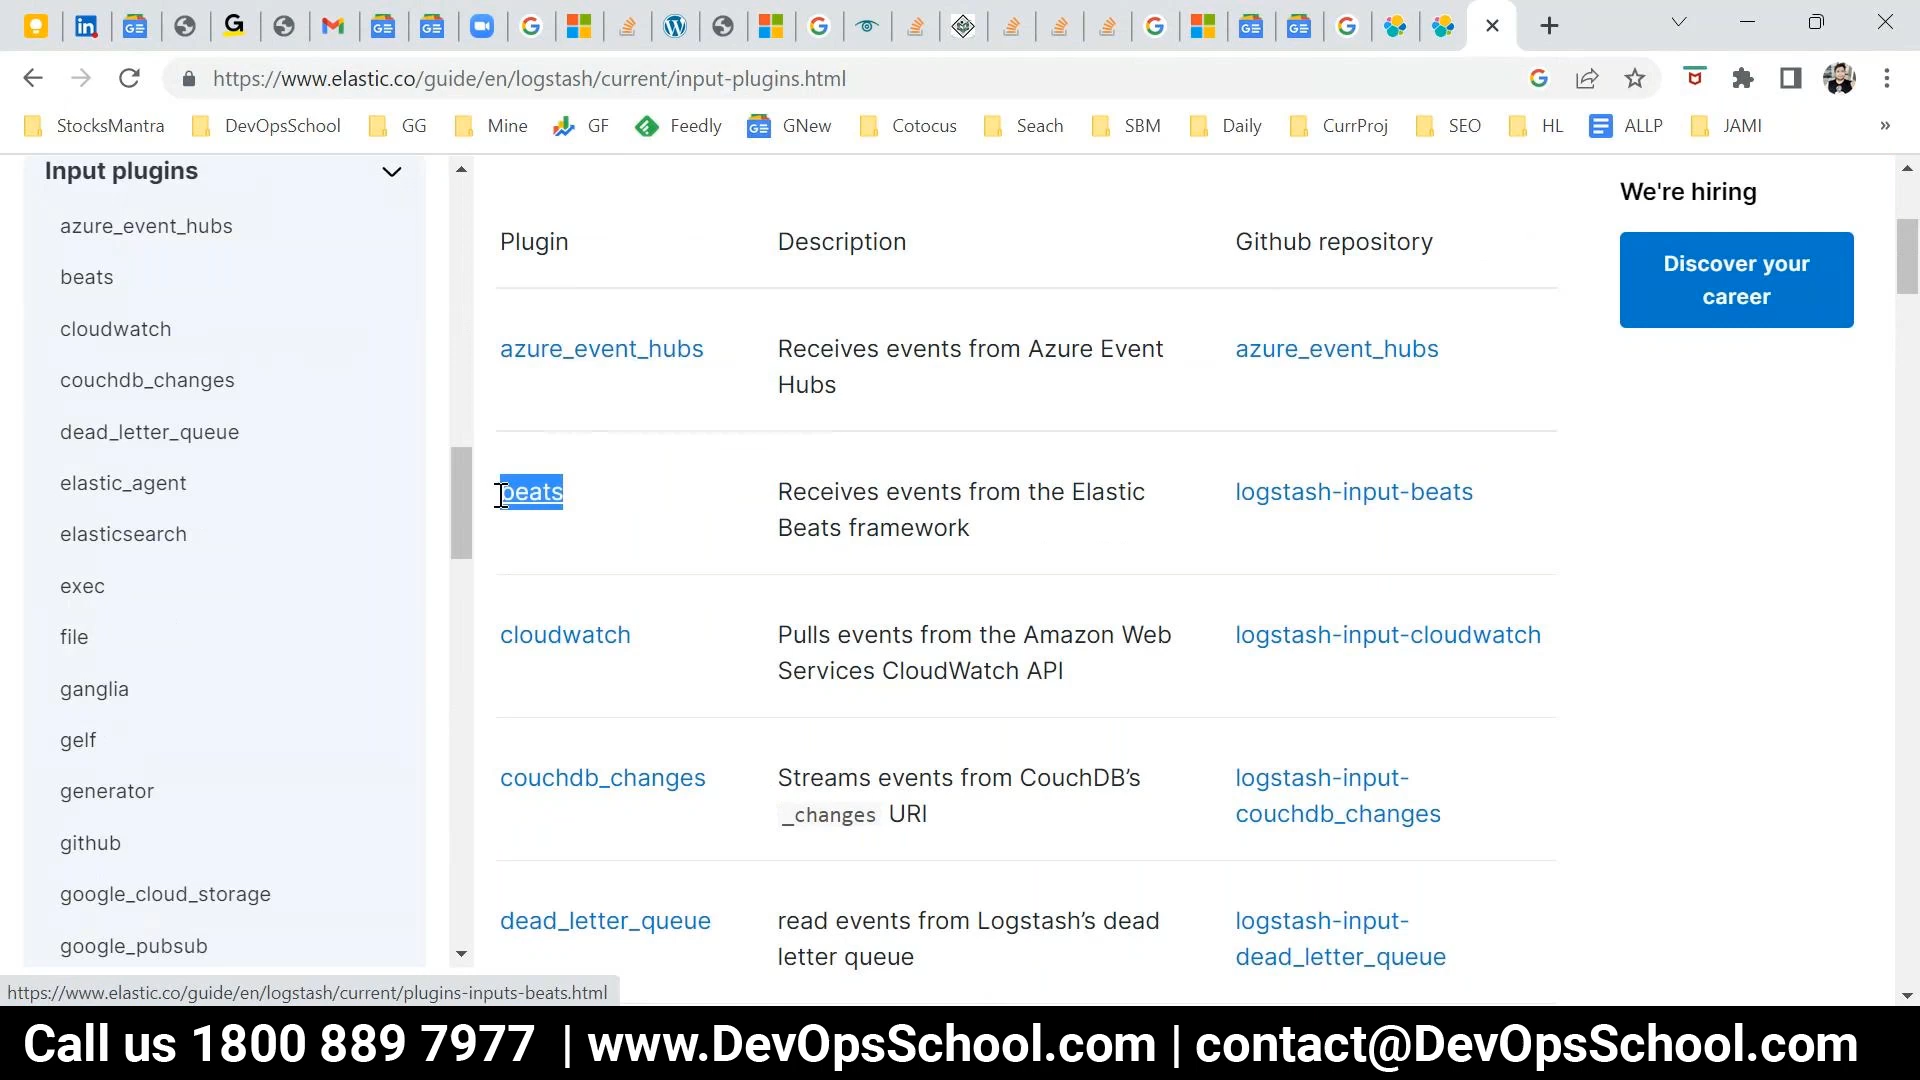 https://www.elastic.co/guide/en/logstash/current/input-plugins.html
StocksMantra DevOpsSchool GG Mine GF Feedly GNew Cotocus Seach SBM Daily CurrProj SEO HL ALLP JAMI »
Input plugins
azure_event_hubs
beats
cloudwatch
couchdb_changes
dead_letter_queue
elastic_agent
elasticsearch
exec
file
ganglia
gelf
generator
github
google_cloud_storage
google_pubsub
Plugin Description Github repository
azure_event_hubs Receives events from Azure Event azure_event_hubs
Hubs
beats Receives events from the Elastic logstash-input-beats
Beats framework
cloudwatch Pulls events from the Amazon Web logstash-input-cloudwatch
Services CloudWatch API
couchdb_changes Streams events from CouchDB’s logstash-input-
_changes URI couchdb_changes
dead_letter_queue read events from Logstash’s dead logstash-input-
letter queue dead_letter_queue
We're hiring
Discover your
career
https://www.elastic.co/guide/en/logstash/current/plugins-inputs-beats.html
Call us 1800 889 7977 | www.DevOpsSchool.com | contact@DevOpsSchool.com